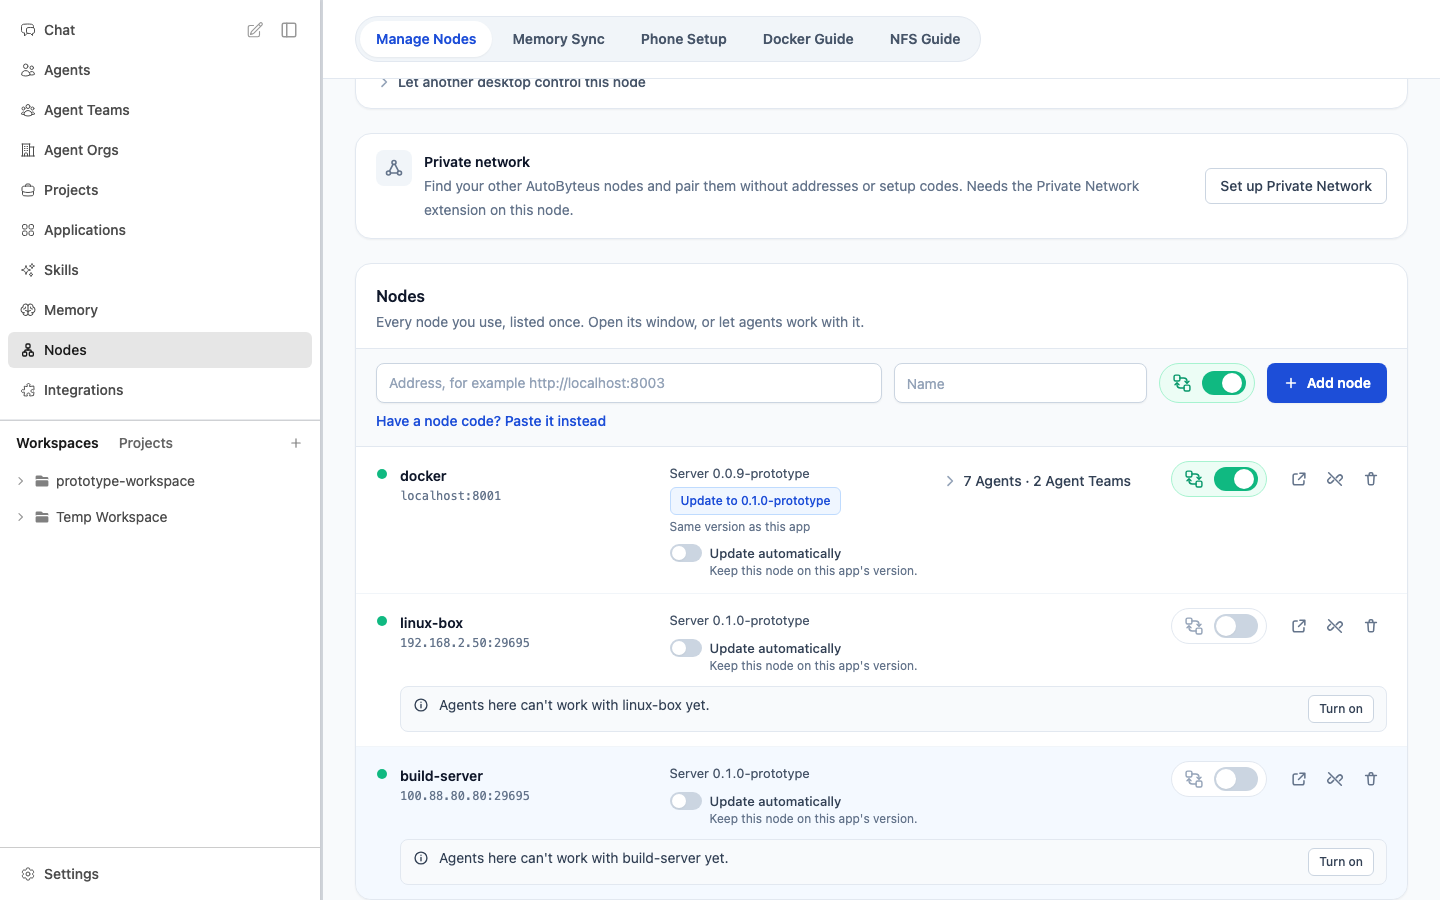 Chat
Agents
Agent Teams
Agent Orgs
Projects
Applications
Skills
Memory
Nodes
Integrations
Workspaces
Projects
prototype-workspace
Temp Workspace
Settings
Manage Nodes
Memory Sync
Phone Setup
Docker Guide
NFS Guide
Let another desktop control this node
Private network
Find your other AutoByteus nodes and pair them without addresses or setup codes. Needs the Private Network
extension on this node.
Set up Private Network
Nodes
Every node you use, listed once. Open its window, or let agents work with it.
Address, for example http://localhost:8003
Name
Add node
Have a node code? Paste it instead
docker
localhost:8001
Server 0.0.9-prototype
Update to 0.1.0-prototype
Same version as this app
Update automatically
Keep this node on this app's version.
7 Agents · 2 Agent Teams
linux-box
192.168.2.50:29695
Server 0.1.0-prototype
Update automatically
Keep this node on this app's version.
Agents here can't work with linux-box yet.
Turn on
build-server
100.88.80.80:29695
Server 0.1.0-prototype
Update automatically
Keep this node on this app's version.
Agents here can't work with build-server yet.
Turn on